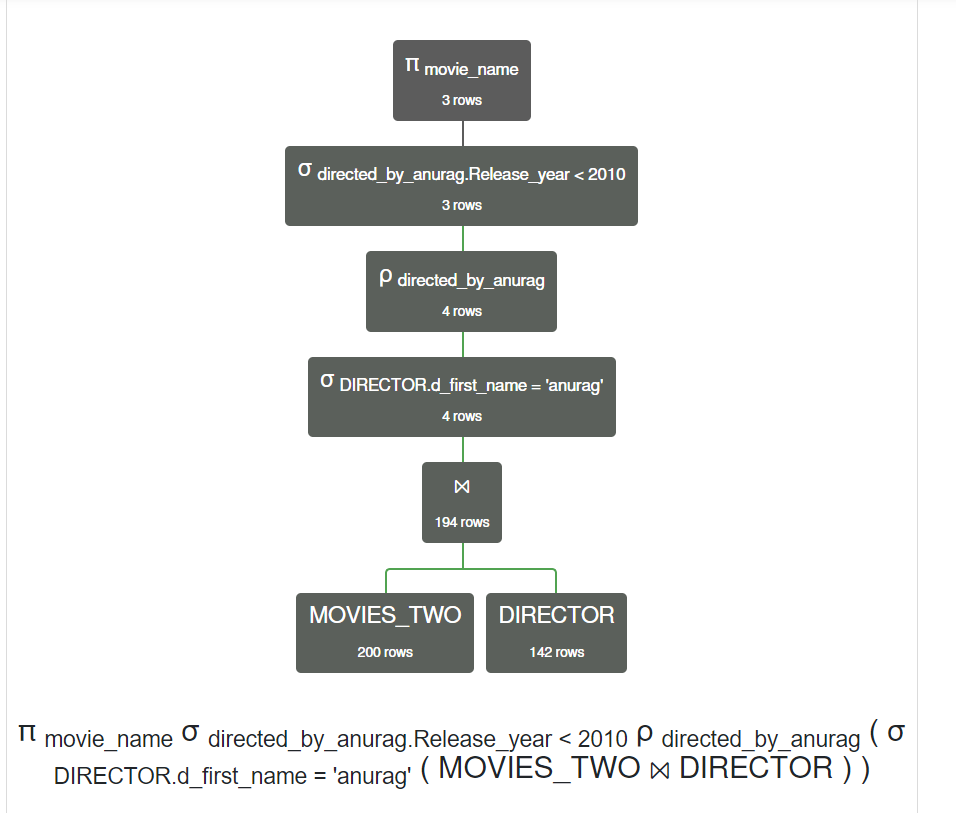 π movie_name
3 rows
σ directed_by_anurag.Release_year < 2010
3 rows
ρ directed_by_anurag
4 rows
σ DIRECTOR.d_first_name = 'anurag'
4 rows
⋈
194 rows
MOVIES_TWO
200 rows
DIRECTOR
142 rows
π movie_name σ directed_by_anurag.Release_year < 2010 ρ directed_by_anurag ( σ
DIRECTOR.d_first_name = 'anurag' ( MOVIES_TWO ⋈ DIRECTOR ) )